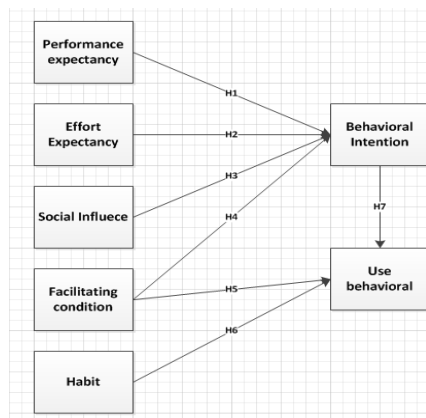 Performance
expectancy
H1
Effort
Expectancy
H2
Behavioral
Intention
H3
Social Influece
H4
H7
Facilitating
condition
H5
Use
behavioral
H6
Habit